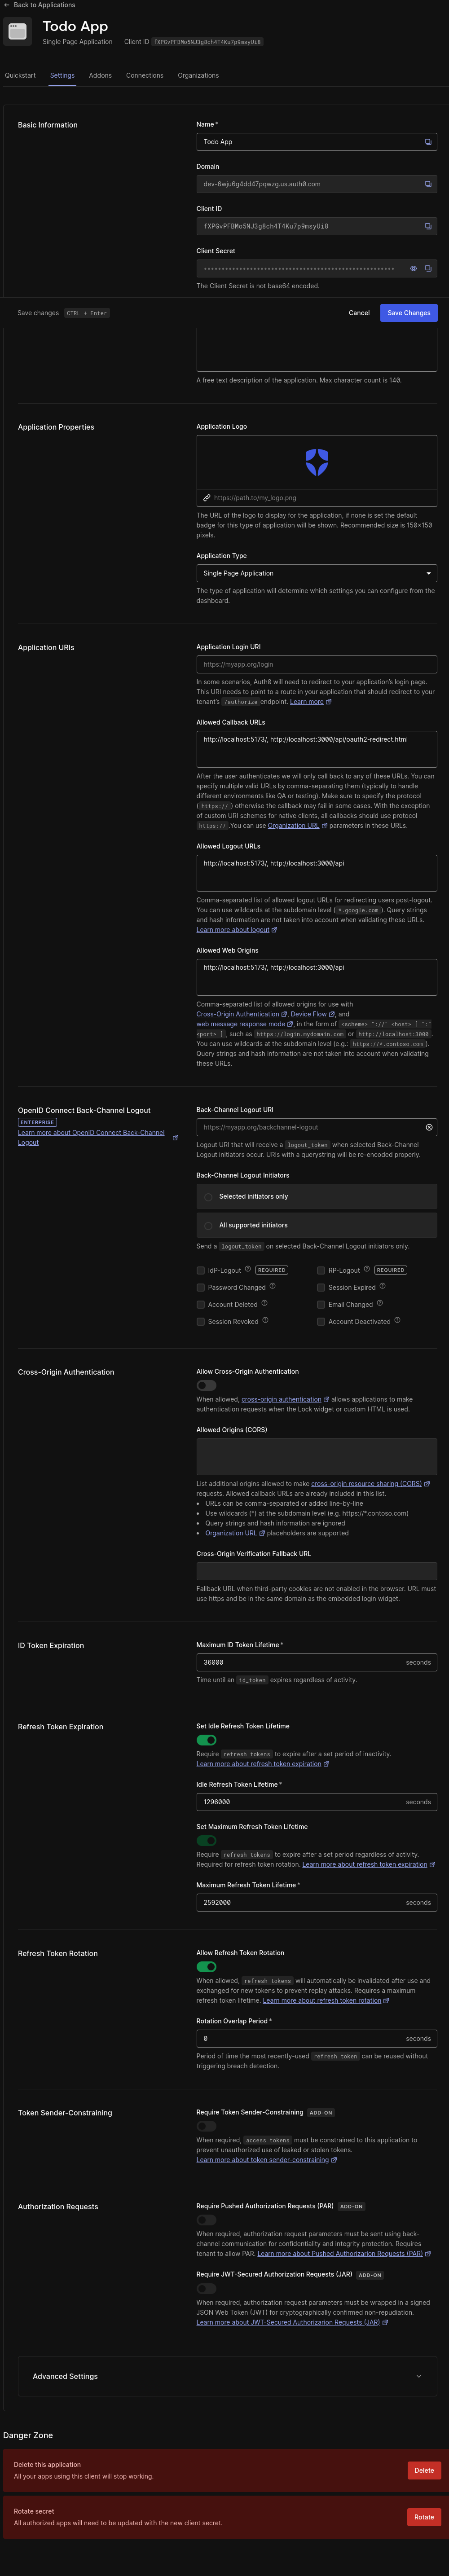 ← Back to Applications
Todo App
Single Page Application Client ID fXPGvPFBMo5NJ3g8ch4T4Ku7p9msyUi8
Quickstart Settings Addons Connections Organizations
Basic Information
Name *
Todo App
Domain
dev-6wju6g4dd47pqwzg.us.auth0.com
Client ID
fXPGvPFBMo5NJ3g8ch4T4Ku7p9msyUi8
Client Secret
The Client Secret is not base64 encoded.
Save changes CTRL + Enter Cancel Save Changes
A free text description of the application. Max character count is 140.
Application Properties
Application Logo
https://path.to/my_logo.png
The URL of the logo to display for the application, if none is set the default
badge for this type of application will be shown. Recommended size is 150x150
pixels.
Application Type
Single Page Application
The type of application will determine which settings you can configure from the
dashboard.
Application URIs
Application Login URI
https://myapp.org/login
In some scenarios, Auth0 will need to redirect to your application's login page.
This URI needs to point to a route in your application that should redirect to your
tenant's /authorize endpoint. Learn more
Allowed Callback URLs
http://localhost:5173/, http://localhost:3000/api/oauth2-redirect.html
After the user authenticates we will only call back to any of these URLs. You can
specify multiple valid URLs by comma-separating them (typically to handle
different environments like QA or testing). Make sure to specify the protocol
(https://) otherwise the callback may fail in some cases. With the exception
of custom URI schemes for native clients, all callbacks should use protocol
https://.You can use Organization URL parameters in these URLs.
Allowed Logout URLs
http://localhost:5173/, http://localhost:3000/api
Comma-separated list of allowed logout URLs for redirecting users post-logout.
You can use wildcards at the subdomain level (*.google.com). Query strings
and hash information are not taken into account when validating these URLs.
Learn more about logout
Allowed Web Origins
http://localhost:5173/, http://localhost:3000/api
Comma-separated list of allowed origins for use with
Cross-Origin Authentication, Device Flow, and
web message response mode, in the form of <scheme> "://" <host> [ ":"
<port> ], such as https://login.mydomain.com or http://localhost:3000.
You can use wildcards at the subdomain level (e.g.: https://*.contoso.com).
Query strings and hash information are not taken into account when validating
these URLs.
OpenID Connect Back-Channel Logout
ENTERPRISE
Learn more about OpenID Connect Back-Channel
Logout
Back-Channel Logout URI
https://myapp.org/backchannel-logout
Logout URI that will receive a logout_token when selected Back-Channel
Logout Initiators occur. URIs with a querystring will be re-encoded properly.
Back-Channel Logout Initiators
Selected initiators only
All supported initiators
Send a logout_token on selected Back-Channel Logout initiators only.
IdP-Logout REQUIRED RP-Logout REQUIRED
Password Changed Session Expired
Account Deleted Email Changed
Session Revoked Account Deactivated
Cross-Origin Authentication
Allow Cross-Origin Authentication
When allowed, cross-origin authentication allows applications to make
authentication requests when the Lock widget or custom HTML is used.
Allowed Origins (CORS)
List additional origins allowed to make cross-origin resource sharing (CORS)
requests. Allowed callback URLs are already included in this list.
• URLs can be comma-separated or added line-by-line
• Use wildcards (*) at the subdomain level (e.g. https://*.contoso.com)
• Query strings and hash information are ignored
• Organization URL placeholders are supported
Cross-Origin Verification Fallback URL
Fallback URL when third-party cookies are not enabled in the browser. URL must
use https and be in the same domain as the embedded login widget.
ID Token Expiration
Maximum ID Token Lifetime *
36000 seconds
Time until an id_token expires regardless of activity.
Refresh Token Expiration
Set Idle Refresh Token Lifetime
Require refresh tokens to expire after a set period of inactivity.
Learn more about refresh token expiration
Idle Refresh Token Lifetime *
1296000 seconds
Set Maximum Refresh Token Lifetime
Require refresh tokens to expire after a set period regardless of activity.
Required for refresh token rotation. Learn more about refresh token expiration
Maximum Refresh Token Lifetime *
2592000 seconds
Refresh Token Rotation
Allow Refresh Token Rotation
When allowed, refresh tokens will automatically be invalidated after use and
exchanged for new tokens to prevent replay attacks. Requires a maximum
refresh token lifetime. Learn more about refresh token rotation
Rotation Overlap Period *
0 seconds
Period of time the most recently-used refresh token can be reused without
triggering breach detection.
Token Sender-Constraining
Require Token Sender-Constraining ADD-ON
When required, access tokens must be constrained to this application to
prevent unauthorized use of leaked or stolen tokens.
Learn more about token sender-constraining
Authorization Requests
Require Pushed Authorization Requests (PAR) ADD-ON
When required, authorization request parameters must be sent using back-
channel communication for confidentiality and integrity protection. Requires
tenant to allow PAR. Learn more about Pushed Authorizarion Requests (PAR)
Require JWT-Secured Authorization Requests (JAR) ADD-ON
When required, authorization request parameters must be wrapped in a signed
JSON Web Token (JWT) for cryptographically confirmed non-repudiation.
Learn more about JWT-Secured Authorizarion Requests (JAR)
Advanced Settings
Danger Zone
Delete this application
All your apps using this client will stop working.
Delete
Rotate secret
All authorized apps will need to be updated with the new client secret.
Rotate